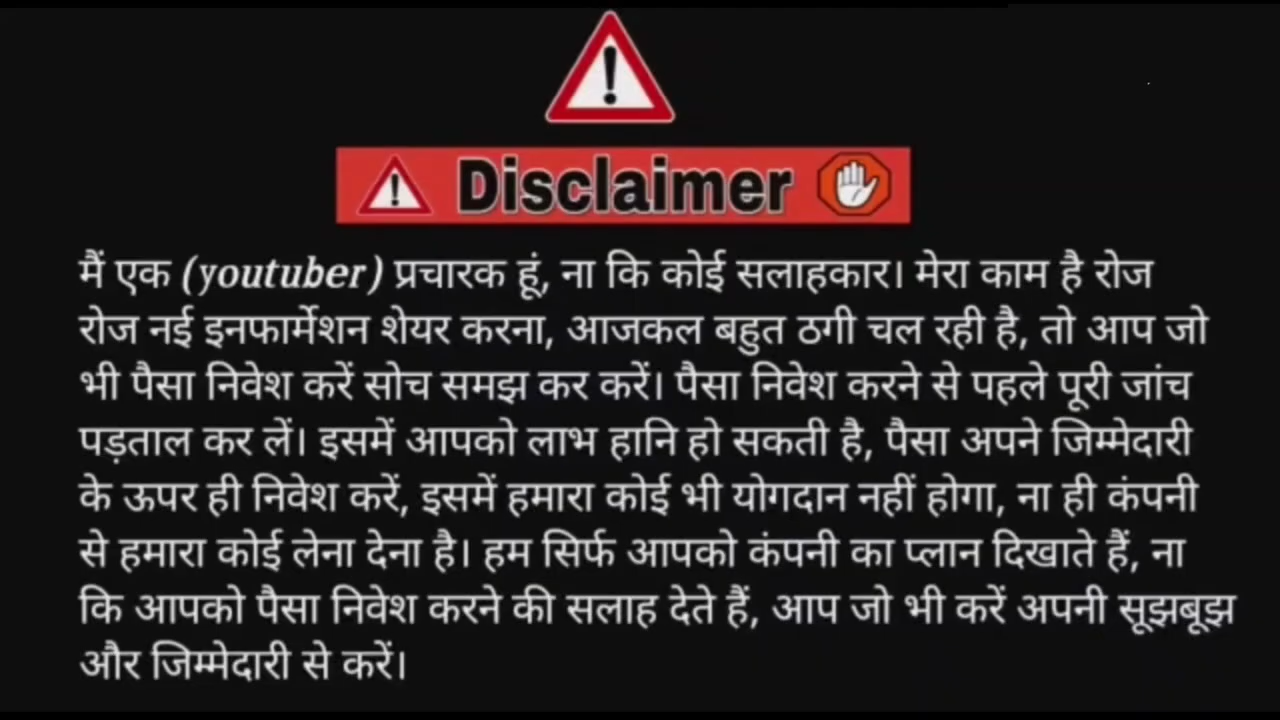 Disclaimer
मैं एक (youtuber) प्रचारक हूं, ना कि कोई सलाहकार। मेरा काम है रोज
रोज नई इनफार्मेशन शेयर करना, आजकल बहुत ठगी चल रही है, तो आप जो
भी पैसा निवेश करें सोच समझ कर करें। पैसा निवेश करने से पहले पूरी जांच
पड़ताल कर लें। इसमें आपको लाभ हानि हो सकती है, पैसा अपने जिम्मेदारी
के ऊपर ही निवेश करें, इसमें हमारा कोई भी योगदान नहीं होगा, ना ही कंपनी
से हमारा कोई लेना देना है। हम सिर्फ आपको कंपनी का प्लान दिखाते हैं, ना
कि आपको पैसा निवेश करने की सलाह देते हैं, आप जो भी करें अपनी सूझबूझ
और जिम्मेदारी से करें।